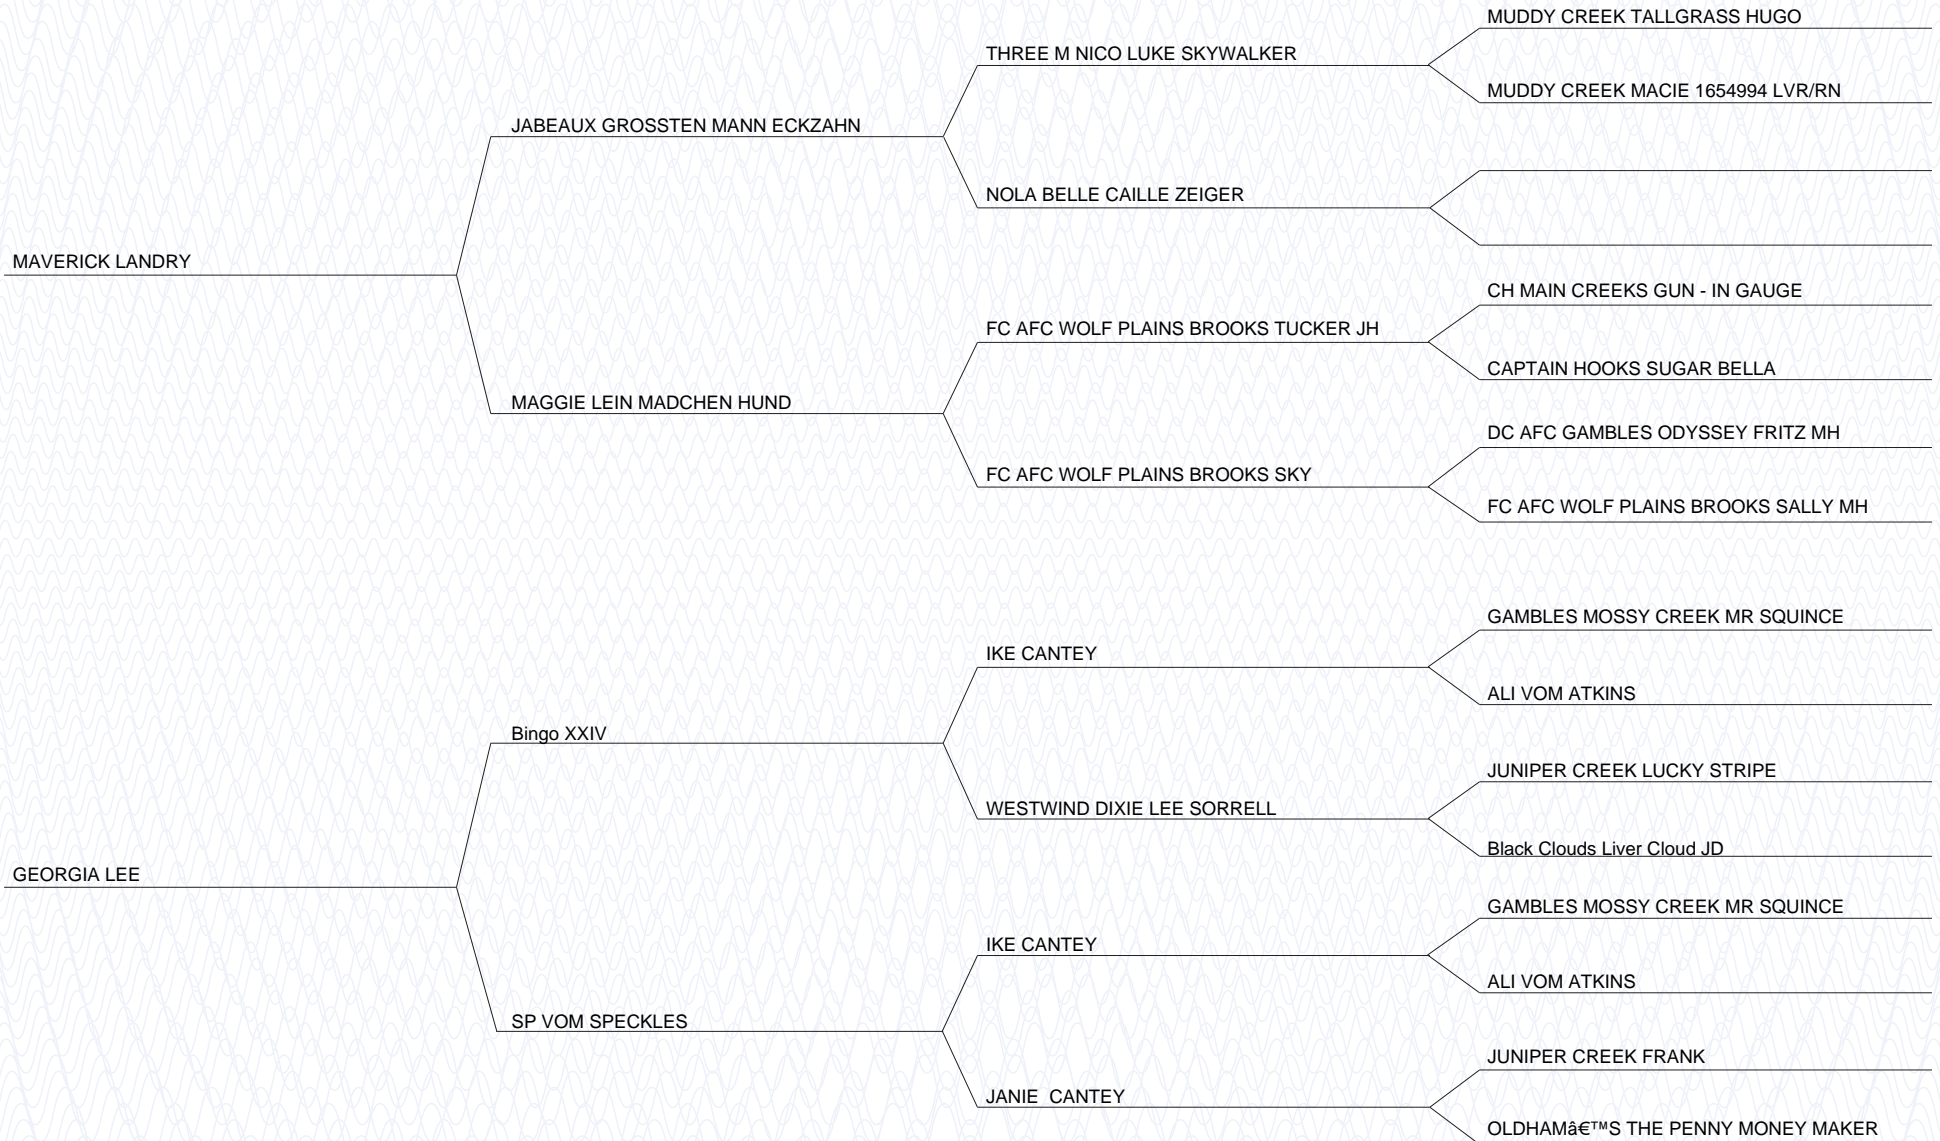 MUDDY CREEK TALLGRASS HUGO
THREE M NICO LUKE SKYWALKER
MUDDY CREEK MACIE 1654994 LVR/RN
JABEAUX GROSSTEN MANN ECKZAHN
NOLA BELLE CAILLE ZEIGER
MAVERICK LANDRY
CH MAIN CREEKS GUN - IN GAUGE
FC AFC WOLF PLAINS BROOKS TUCKER JH
CAPTAIN HOOKS SUGAR BELLA
MAGGIE LEIN MADCHEN HUND
DC AFC GAMBLES ODYSSEY FRITZ MH
FC AFC WOLF PLAINS BROOKS SKY
FC AFC WOLF PLAINS BROOKS SALLY MH
GAMBLES MOSSY CREEK MR SQUINCE
IKE CANTEY
ALI VOM ATKINS
Bingo XXIV
JUNIPER CREEK LUCKY STRIPE
WESTWIND DIXIE LEE SORRELL
Black Clouds Liver Cloud JD
GEORGIA LEE
GAMBLES MOSSY CREEK MR SQUINCE
IKE CANTEY
ALI VOM ATKINS
SP VOM SPECKLES
JUNIPER CREEK FRANK
JANIE  CANTEY
OLDHAMâ€™S THE PENNY MONEY MAKER